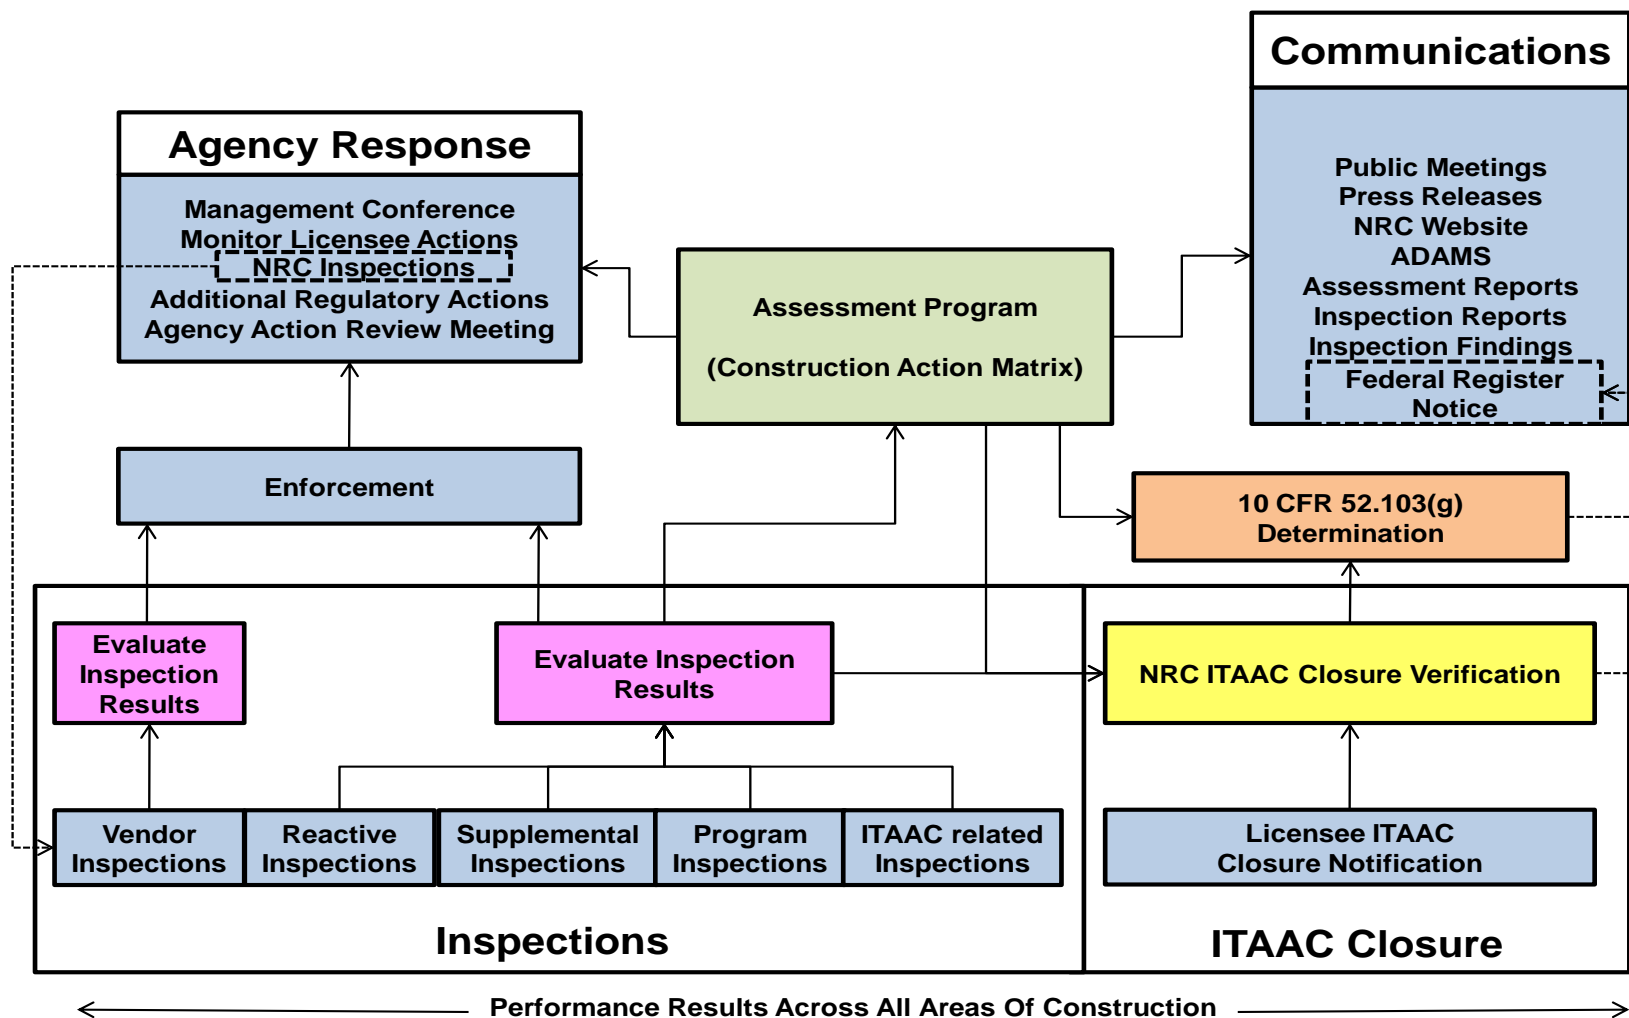 Communications
Public Meetings
Press Releases
NRC Website
ADAMS
Assessment Reports
Inspection Reports
Inspection Findings
Federal Register
Notice
Agency Response
Management Conference
Monitor Licensee Actions
NRC Inspections
Additional Regulatory Actions
Agency Action Review Meeting
Assessment Program
(Construction Action Matrix)
Enforcement
10 CFR 52.103(g)
Determination
Evaluate
Inspection
Results
Evaluate Inspection
Results
NRC ITAAC Closure Verification
Vendor
Inspections
Reactive
Inspections
Supplemental
Inspections
Program
Inspections
ITAAC related
Inspections
Licensee ITAAC
Closure Notification
Inspections
ITAAC Closure
Performance Results Across All Areas Of Construction